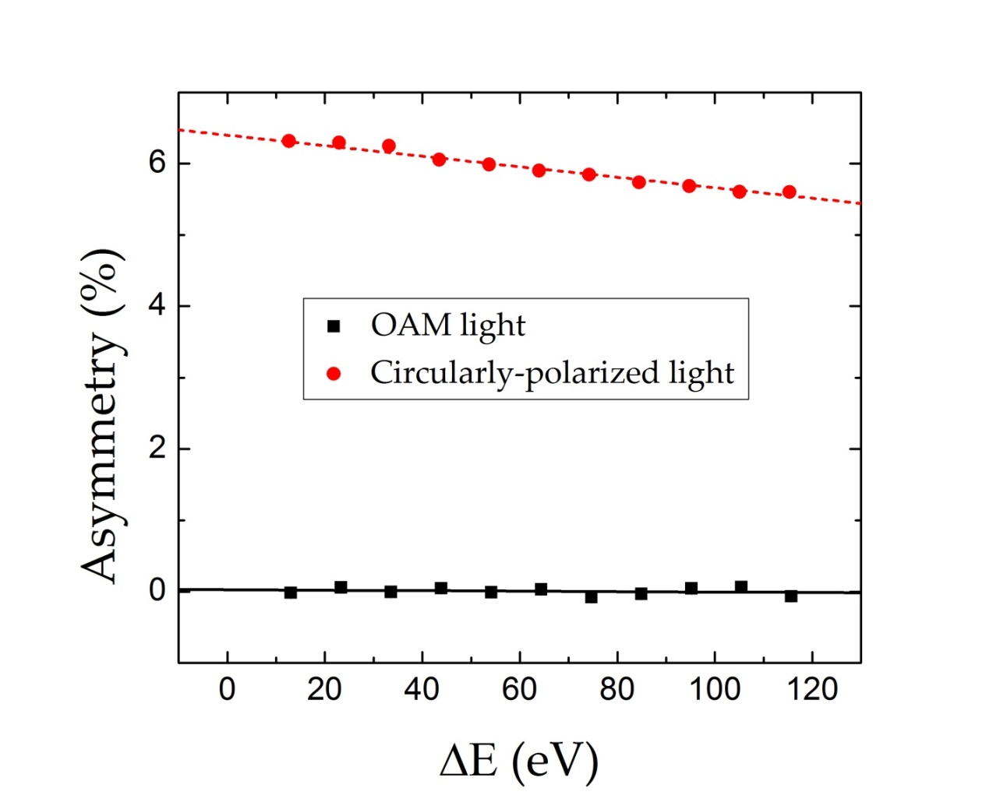 6
4
2
0
Asymmetry (%)
OAM light
Circularly-polarized light
0 20 40 60 80 100 120
ΔE (eV)